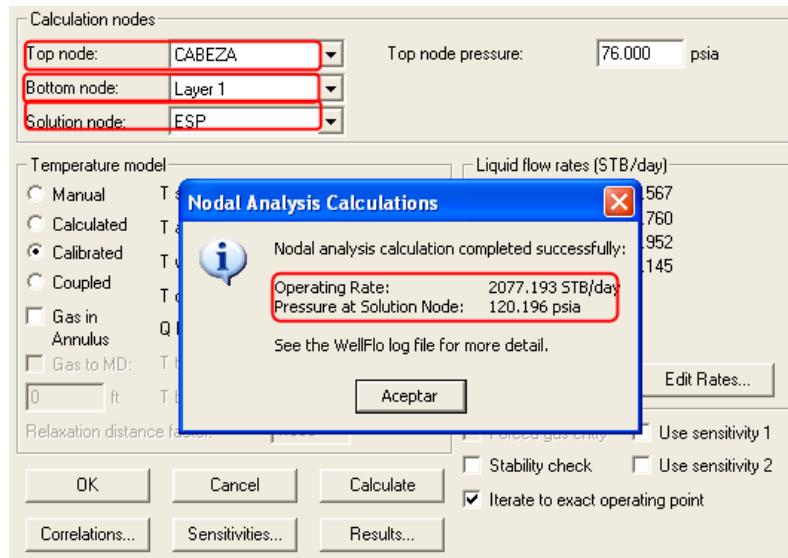 Calculation nodes
Top node: CABEZA Top node pressure: 76.000 psia
Bottom node: Layer 1
Solution node: ESP
Temperature model Liquid flow rates (STB/day)
Manual T .567
Nodal Analysis Calculations
Calculated T .760
Calibrated T .952
Nodal analysis calculation completed successfully:
Coupled T .145
Operating Rate: 2077.193 STB/day
Gas in Annulus Q
Pressure at Solution Node: 120.196 psia
See the WellFlo log file for more detail.
Gas to MD: T
Edit Rates...
0 ft T
Aceptar
Relaxation distance
Use sensitivity 1
Stability check Use sensitivity 2
OK Cancel Calculate
Iterate to exact operating point
Correlations... Sensitivities... Results...